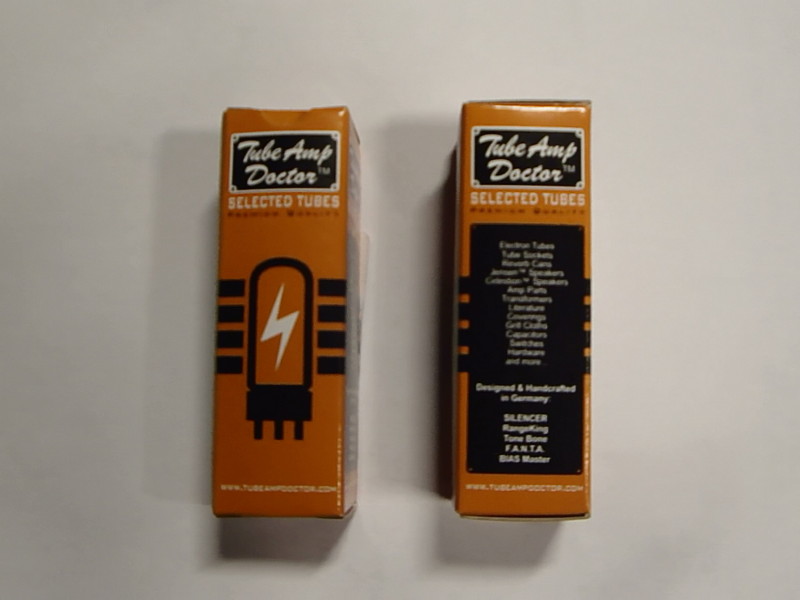 Tube Amp
Doctor™
SELECTED TUBES
PREMIUM QUALITY
WWW.TUBEAMPDOCTOR.COM
Tube Amp
Doctor™
SELECTED TUBES
PREMIUM QUALITY
Electron Tubes
Tube Sockets
Reverb Cans
Jensen™ Speakers
Celestion™ Speakers
Amp Parts
Transformers
Literature
Coverings
Grill Cloths
Capacitors
Switches
Hardware
and more...
Designed & Handcrafted
in Germany:
SILENCER
RangeKing
Tone Bone
F.A.N.T.A.
BIAS Master
WWW.TUBEAMPDOCTOR.COM